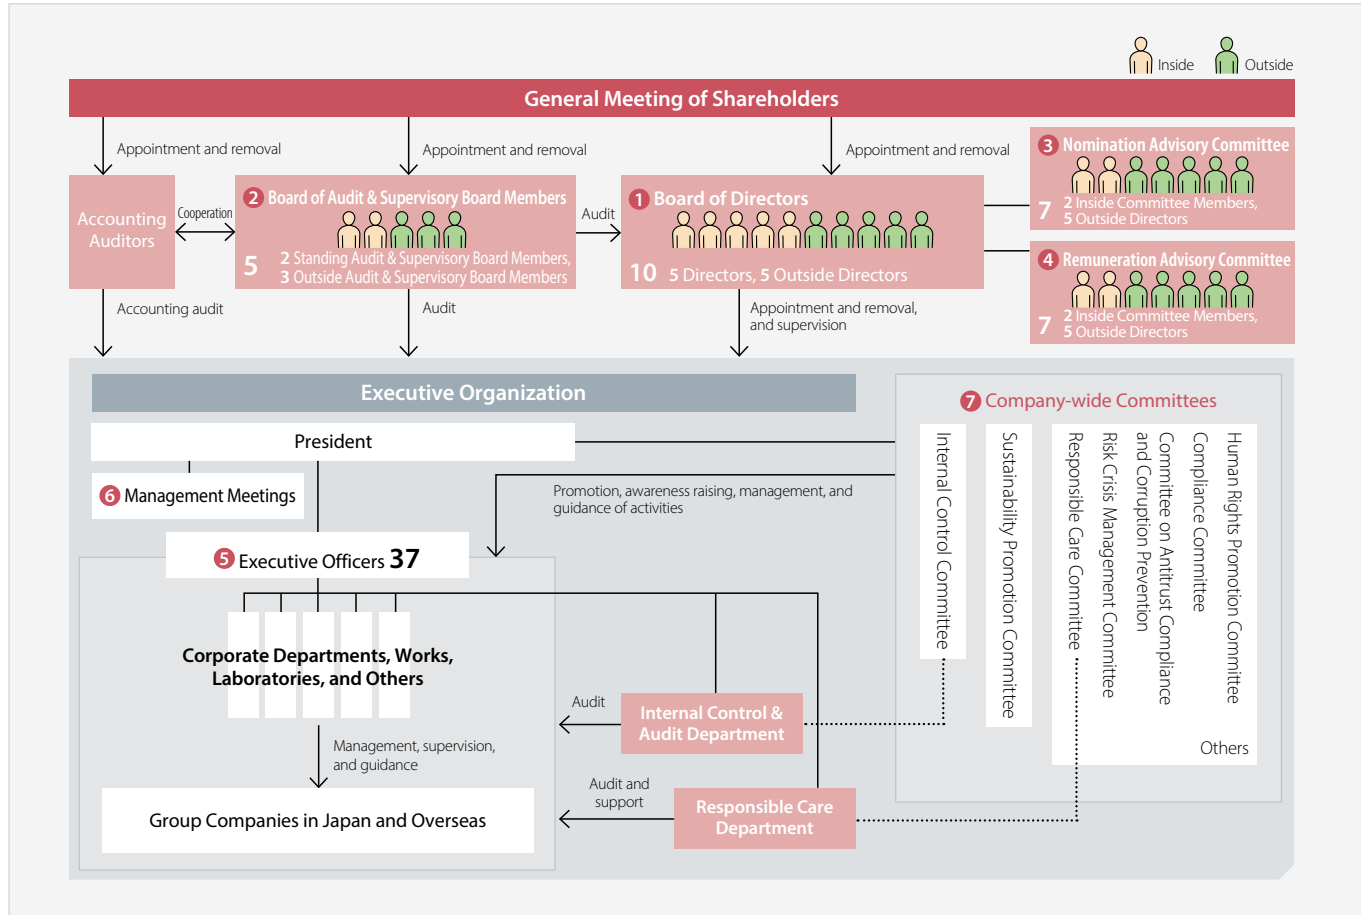 Inside
Outside
General Meeting of Shareholders
Appointment and removal
Appointment and removal
Appointment and removal
Accounting
Auditors
Cooperation
2 Board of Audit & Supervisory Board Members
5
2 Standing Audit & Supervisory Board Members,
3 Outside Audit & Supervisory Board Members
Audit
1 Board of Directors
10 5 Directors, 5 Outside Directors
3 Nomination Advisory Committee
7
2 Inside Committee Members,
5 Outside Directors
4 Remuneration Advisory Committee
7
2 Inside Committee Members,
5 Outside Directors
Accounting audit
Audit
Appointment and removal,
and supervision
Executive Organization
President
6 Management Meetings
5 Executive Officers 37
Promotion, awareness raising, management, and
guidance of activities
Corporate Departments, Works,
Laboratories, and Others
Management, supervision,
and guidance
Group Companies in Japan and Overseas
Audit
Internal Control &
Audit Department
Audit and
support
Responsible Care
Department
7 Company-wide Committees
Internal Control Committee
Sustainability Promotion Committee
Responsible Care Committee
Risk Crisis Management Committee
Committee on Antitrust Compliance
and Corruption Prevention
Compliance Committee
Human Rights Promotion Committee
Others